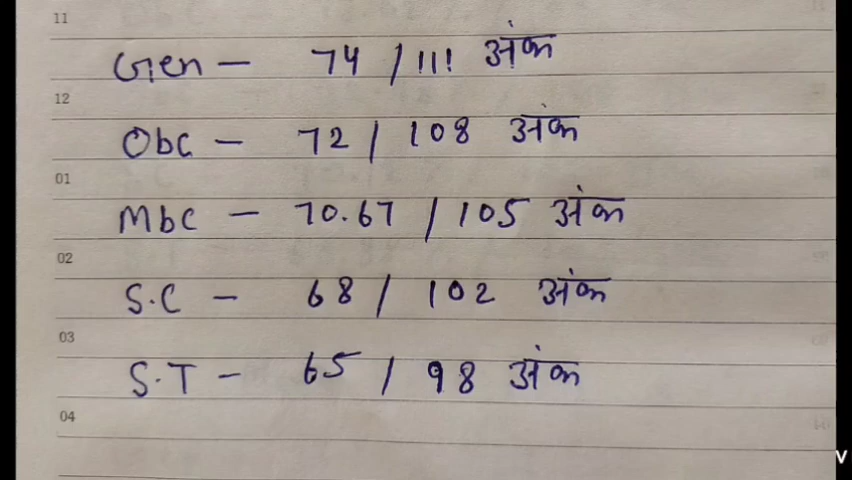 11
Gen - 74 / 111 अंक
12
Obc - 72 / 108 अंक
01
Mbc - 70.67 / 105 अंक
02
S.C - 68 / 102 अंक
03
S.T - 65 / 98 अंक
04
V